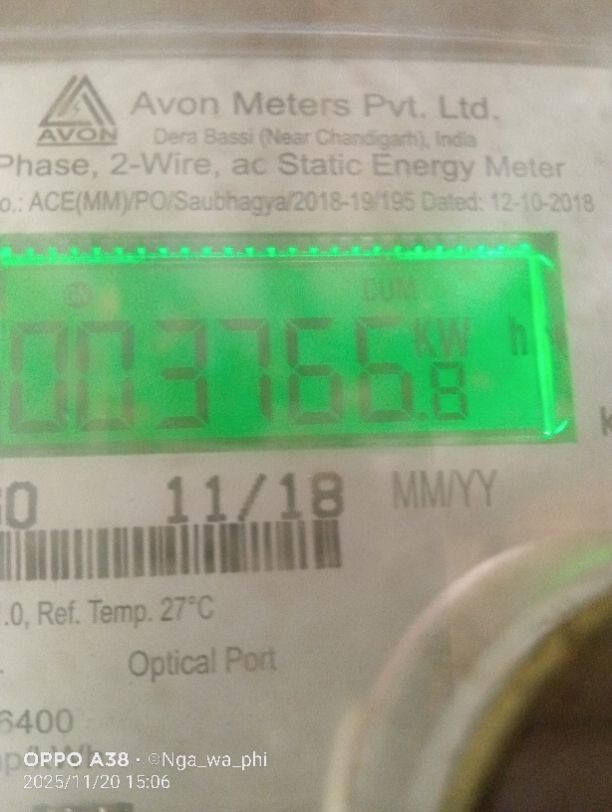 Avon Meters Pvt. Ltd.
AVON
Dera Bassi (Near Chandigarh), India
Phase, 2-Wire, ac Static Energy Meter
o.: ACE(MM)/PO/Saubhagya/2018-19/195 Dated: 12-10-2018
CUM
003766.8 KW h
11/18 MM/YY
.0, Ref. Temp. 27°C
Optical Port
6400
OPPO A38 · ©Nga_wa_phi
2025/11/20 15:06